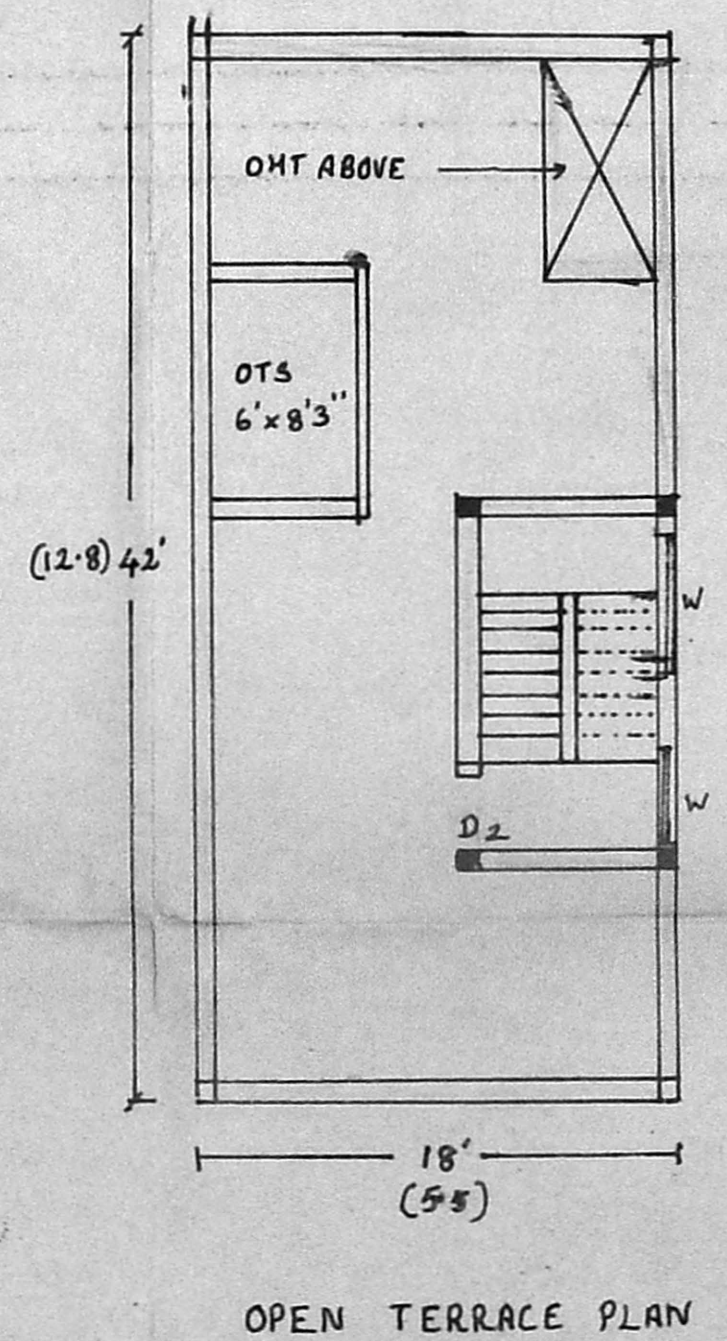 OHT ABOVE
OTS
6'x8'3"
(12.8) 42'
W
W
D2
18'
(5.5)
OPEN TERRACE PLAN